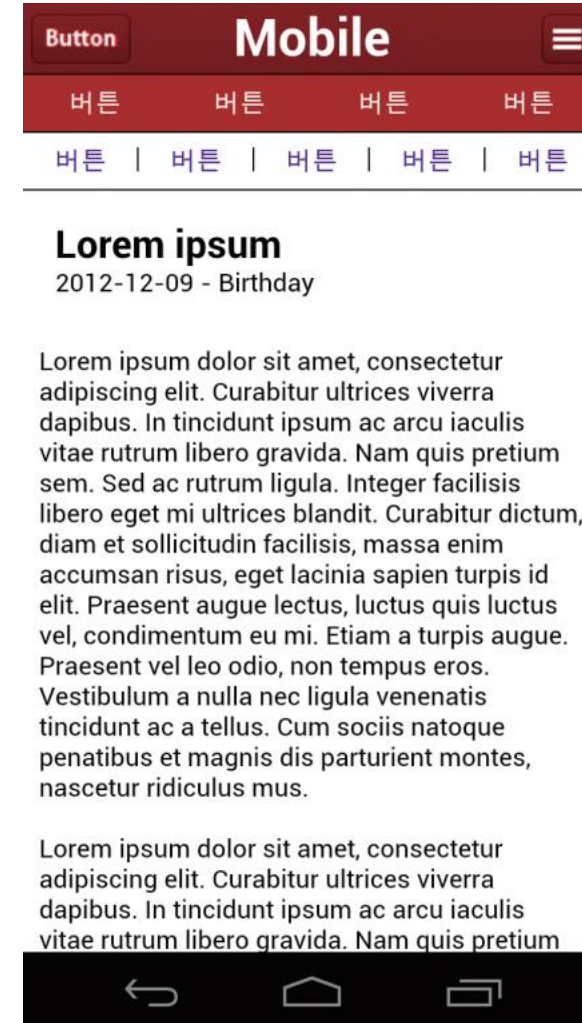 Button Mobile
버튼 버튼 버튼 버튼
버튼 | 버튼 | 버튼 | 버튼 | 버튼
Lorem ipsum
2012-12-09 - Birthday
Lorem ipsum dolor sit amet, consectetur
adipiscing elit. Curabitur ultrices viverra
dapibus. In tincidunt ipsum ac arcu iaculis
vitae rutrum libero gravida. Nam quis pretium
sem. Sed ac rutrum ligula. Integer facilisis
libero eget mi ultrices blandit. Curabitur dictum,
diam et sollicitudin facilisis, massa enim
accumsan risus, eget lacinia sapien turpis id
elit. Praesent augue lectus, luctus quis luctus
vel, condimentum eu mi. Etiam a turpis augue.
Praesent vel leo odio, non tempus eros.
Vestibulum a nulla nec ligula venenatis
tincidunt ac a tellus. Cum sociis natoque
penatibus et magnis dis parturient montes,
nascetur ridiculus mus.
Lorem ipsum dolor sit amet, consectetur
adipiscing elit. Curabitur ultrices viverra
dapibus. In tincidunt ipsum ac arcu iaculis
vitae rutrum libero gravida. Nam quis pretium